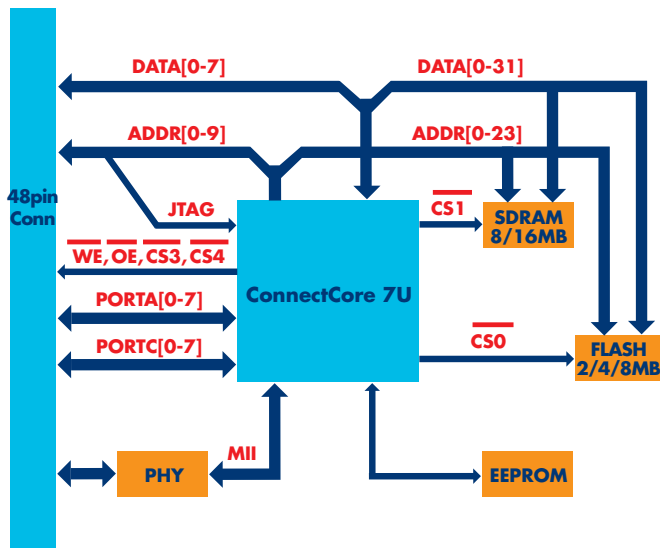 DATA[0-7]
DATA[0-31]
ADDR[0-9]
ADDR[0-23]
48pin
Conn
JTAG
CS1
SDRAM
8/16MB
WE, OE, CS3, CS4
ConnectCore 7U
PORTA[0-7]
CS0
PORTC[0-7]
FLASH
2/4/8MB
MII
PHY
EEPROM